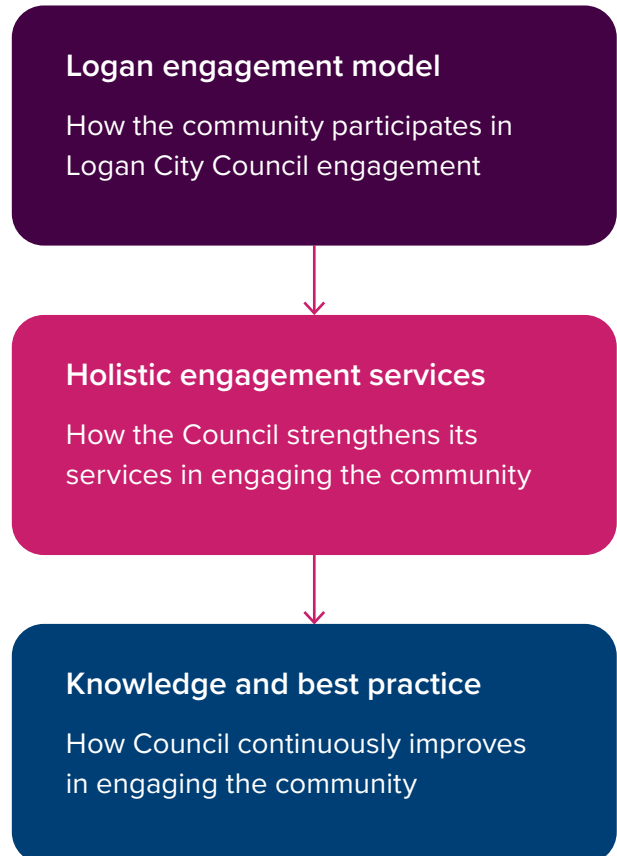 Logan engagement model
How the community participates in
Logan City Council engagement
Holistic engagement services
How the Council strengthens its
services in engaging the community
Knowledge and best practice
How Council continuously improves
in engaging the community